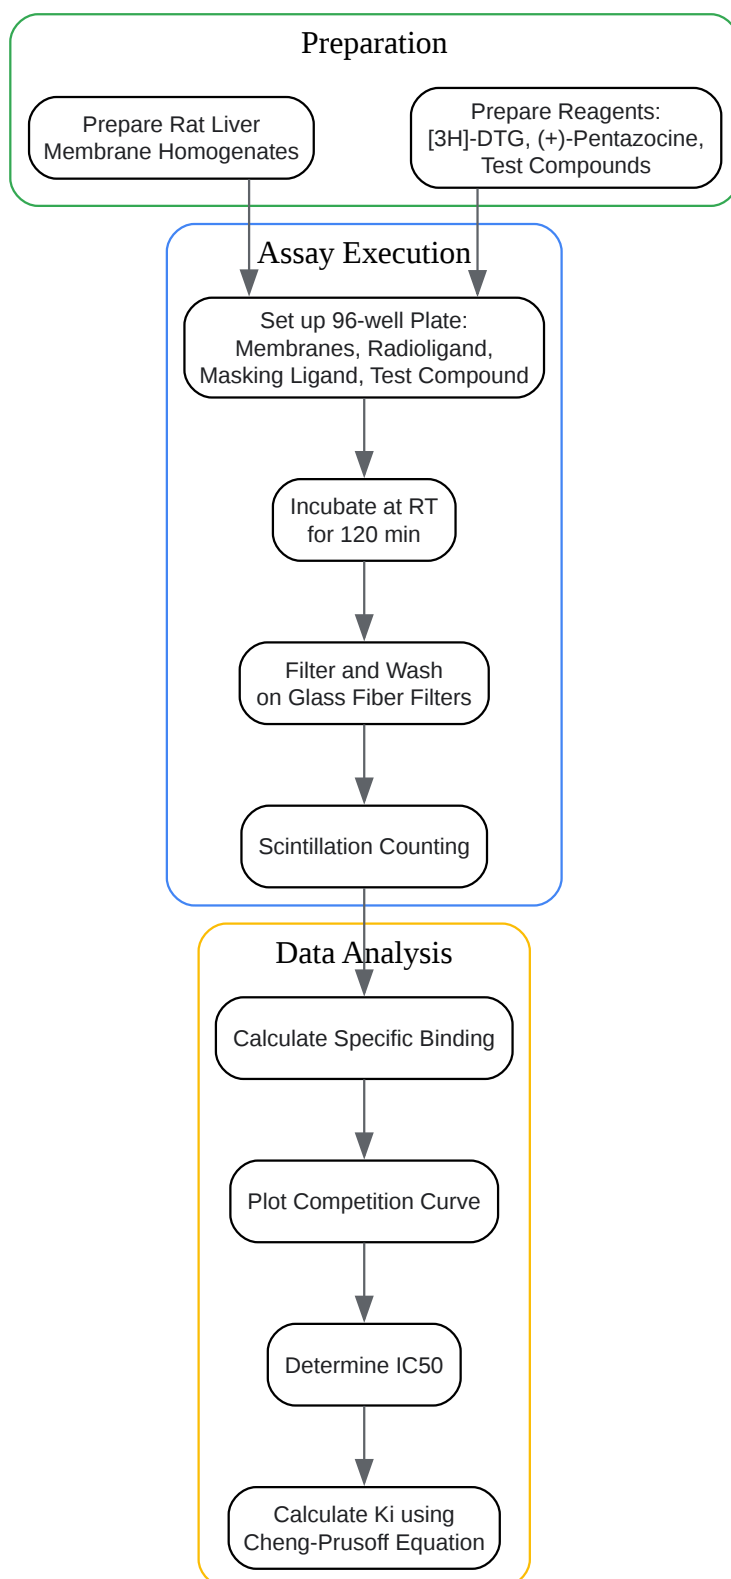 Preparation
Prepare Rat Liver
Membrane Homogenates
Prepare Reagents:
[3H]-DTG, (+)-Pentazocine,
Test Compounds
Assay Execution
Set up 96-well Plate:
Membranes, Radioligand,
Masking Ligand, Test Compound
Incubate at RT
for 120 min
Filter and Wash
on Glass Fiber Filters
Scintillation Counting
Data Analysis
Calculate Specific Binding
Plot Competition Curve
Determine IC50
Calculate Ki using
Cheng-Prusoff Equation